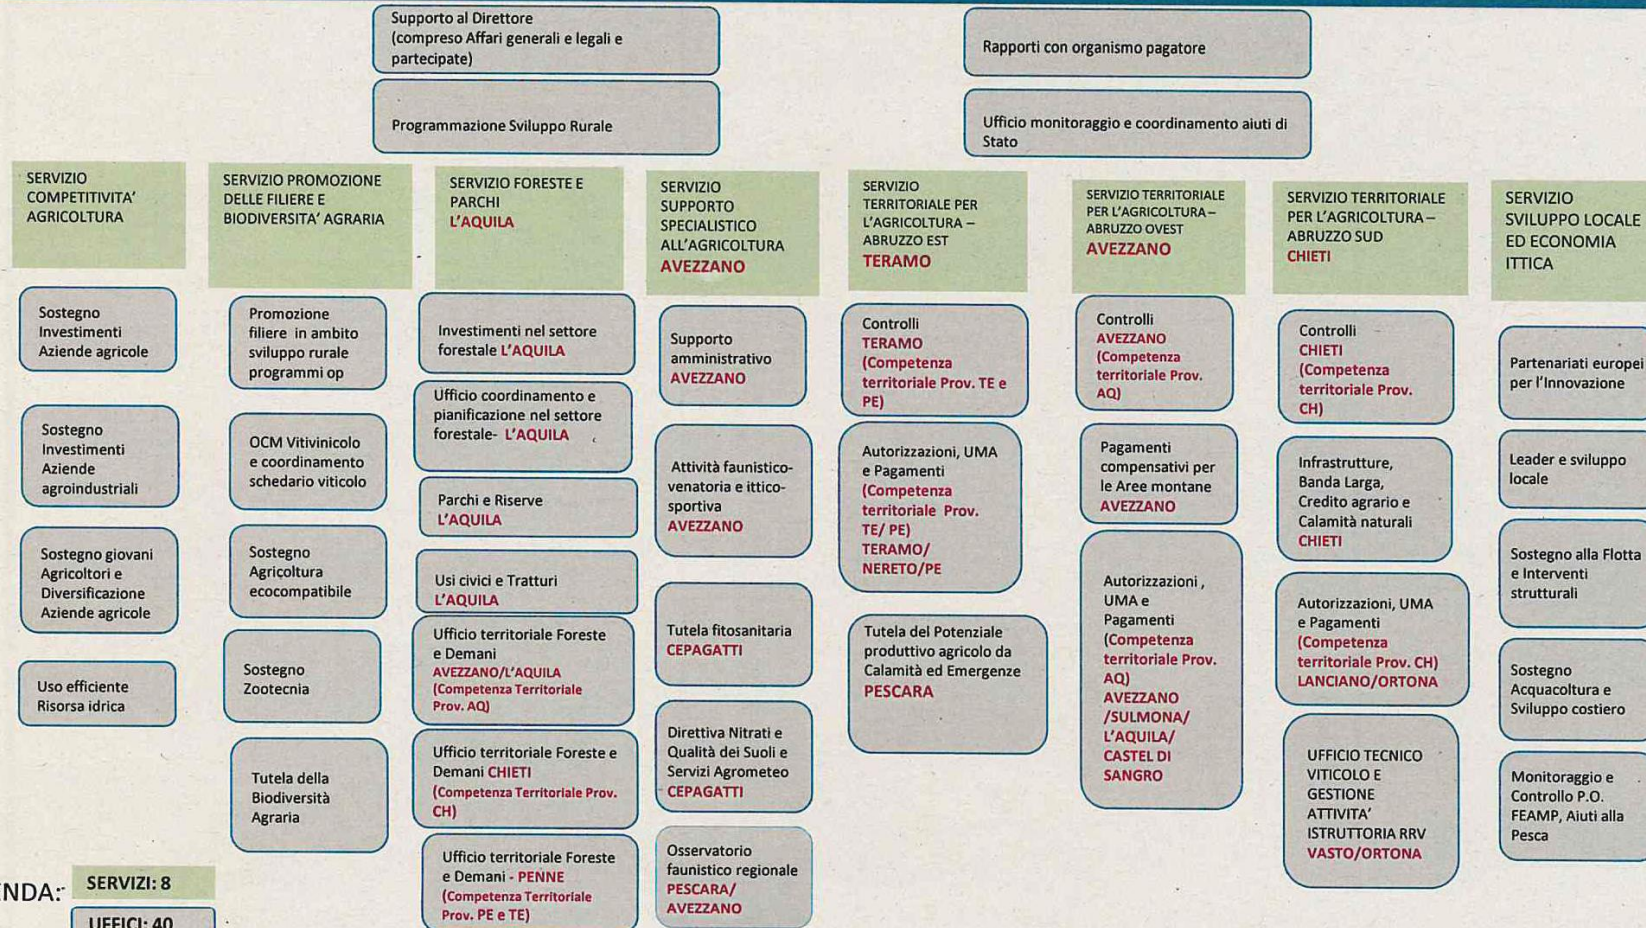 Supporto al Direttore
(compreso Affari generali e legali e
partecipate)
Programmazione Sviluppo Rurale
Rapporti con organismo pagatore
Ufficio monitoraggio e coordinamento aiuti di
Stato
SERVIZIO
COMPETITIVITA'
AGRICOLTURA
Sostegno
Investimenti
Aziende agricole
Sostegno
Investimenti
Aziende
agroindustriali
Sostegno giovani
Agricoltori e
Diversificazione
Aziende agricole
Uso efficiente
Risorsa idrica
SERVIZIO PROMOZIONE
DELLE FILIERE E
BIODIVERSITA' AGRARIA
Promozione
filiere in ambito
sviluppo rurale
programmi op
OCM Vitivinicolo
e coordinamento
schedario viticolo
Sostegno
Agricoltura
ecocompatibile
Sostegno
Zootecnia
Tutela della
Biodiversità
Agraria
SERVIZIO FORESTE E
PARCHI
L'AQUILA
Investimenti nel settore
forestale L'AQUILA
Ufficio coordinamento e
pianificazione nel settore
forestale- L'AQUILA
Parchi e Riserve
L'AQUILA
Usi civici e Tratturi
L'AQUILA
Ufficio territoriale Foreste
e Demani
AVEZZANO/L'AQUILA
(Competenza Territoriale
Prov. AQ)
Ufficio territoriale Foreste e
Demani CHIETI
(Competenza Territoriale Prov.
CH)
Ufficio territoriale Foreste
e Demani - PENNE
(Competenza Territoriale
Prov. PE e TE)
SERVIZIO
SUPPORTO
SPECIALISTICO
ALL'AGRICOLTURA
AVEZZANO
Supporto
amministrativo
AVEZZANO
Attività faunistico-
venatoria e ittico-
sportiva
AVEZZANO
Tutela fitosanitaria
CEPAGATTI
Direttiva Nitrati e
Qualità dei Suoli e
Servizi Agrometeo
CEPAGATTI
Osservatorio
faunistico regionale
PESCARA/
AVEZZANO
SERVIZIO
TERRITORIALE PER
L'AGRICOLTURA –
ABRUZZO EST
TERAMO
Controlli
TERAMO
(Competenza
territoriale Prov. TE e
PE)
Autorizzazioni, UMA
e Pagamenti
(Competenza
territoriale Prov.
TE/ PE)
TERAMO/
NERETO/PE
Tutela del Potenziale
produttivo agricolo da
Calamità ed Emergenze
PESCARA
SERVIZIO TERRITORIALE
PER L'AGRICOLTURA –
ABRUZZO OVEST
AVEZZANO
Controlli
AVEZZANO
(Competenza
territoriale Prov.
AQ)
Pagamenti
compensativi per
le Aree montane
AVEZZANO
Autorizzazioni ,
UMA e
Pagamenti
(Competenza
territoriale Prov.
AQ)
AVEZZANO
/SULMONA/
L'AQUILA/
CASTEL DI
SANGRO
SERVIZIO TERRITORIALE
PER L'AGRICOLTURA –
ABRUZZO SUD
CHIETI
Controlli
CHIETI
(Competenza
territoriale Prov.
CH)
Infrastrutture,
Banda Larga,
Credito agrario e
Calamità naturali
CHIETI
Autorizzazioni, UMA
e Pagamenti
(Competenza
territoriale Prov. CH)
LANCIANO/ORTONA
UFFICIO TECNICO
VITICOLO E
GESTIONE
ATTIVITA'
ISTRUTTORIA RRV
VASTO/ORTONA
SERVIZIO
SVILUPPO LOCALE
ED ECONOMIA
ITTICA
Partenariati europei
per l'Innovazione
Leader e sviluppo
locale
Sostegno alla Flotta
e Interventi
strutturali
Sostegno
Acquacoltura e
Sviluppo costiero
Monitoraggio e
Controllo P.O.
FEAMP, Aiuti alla
Pesca
ENDA:
SERVIZI: 8
UFFICI: 40